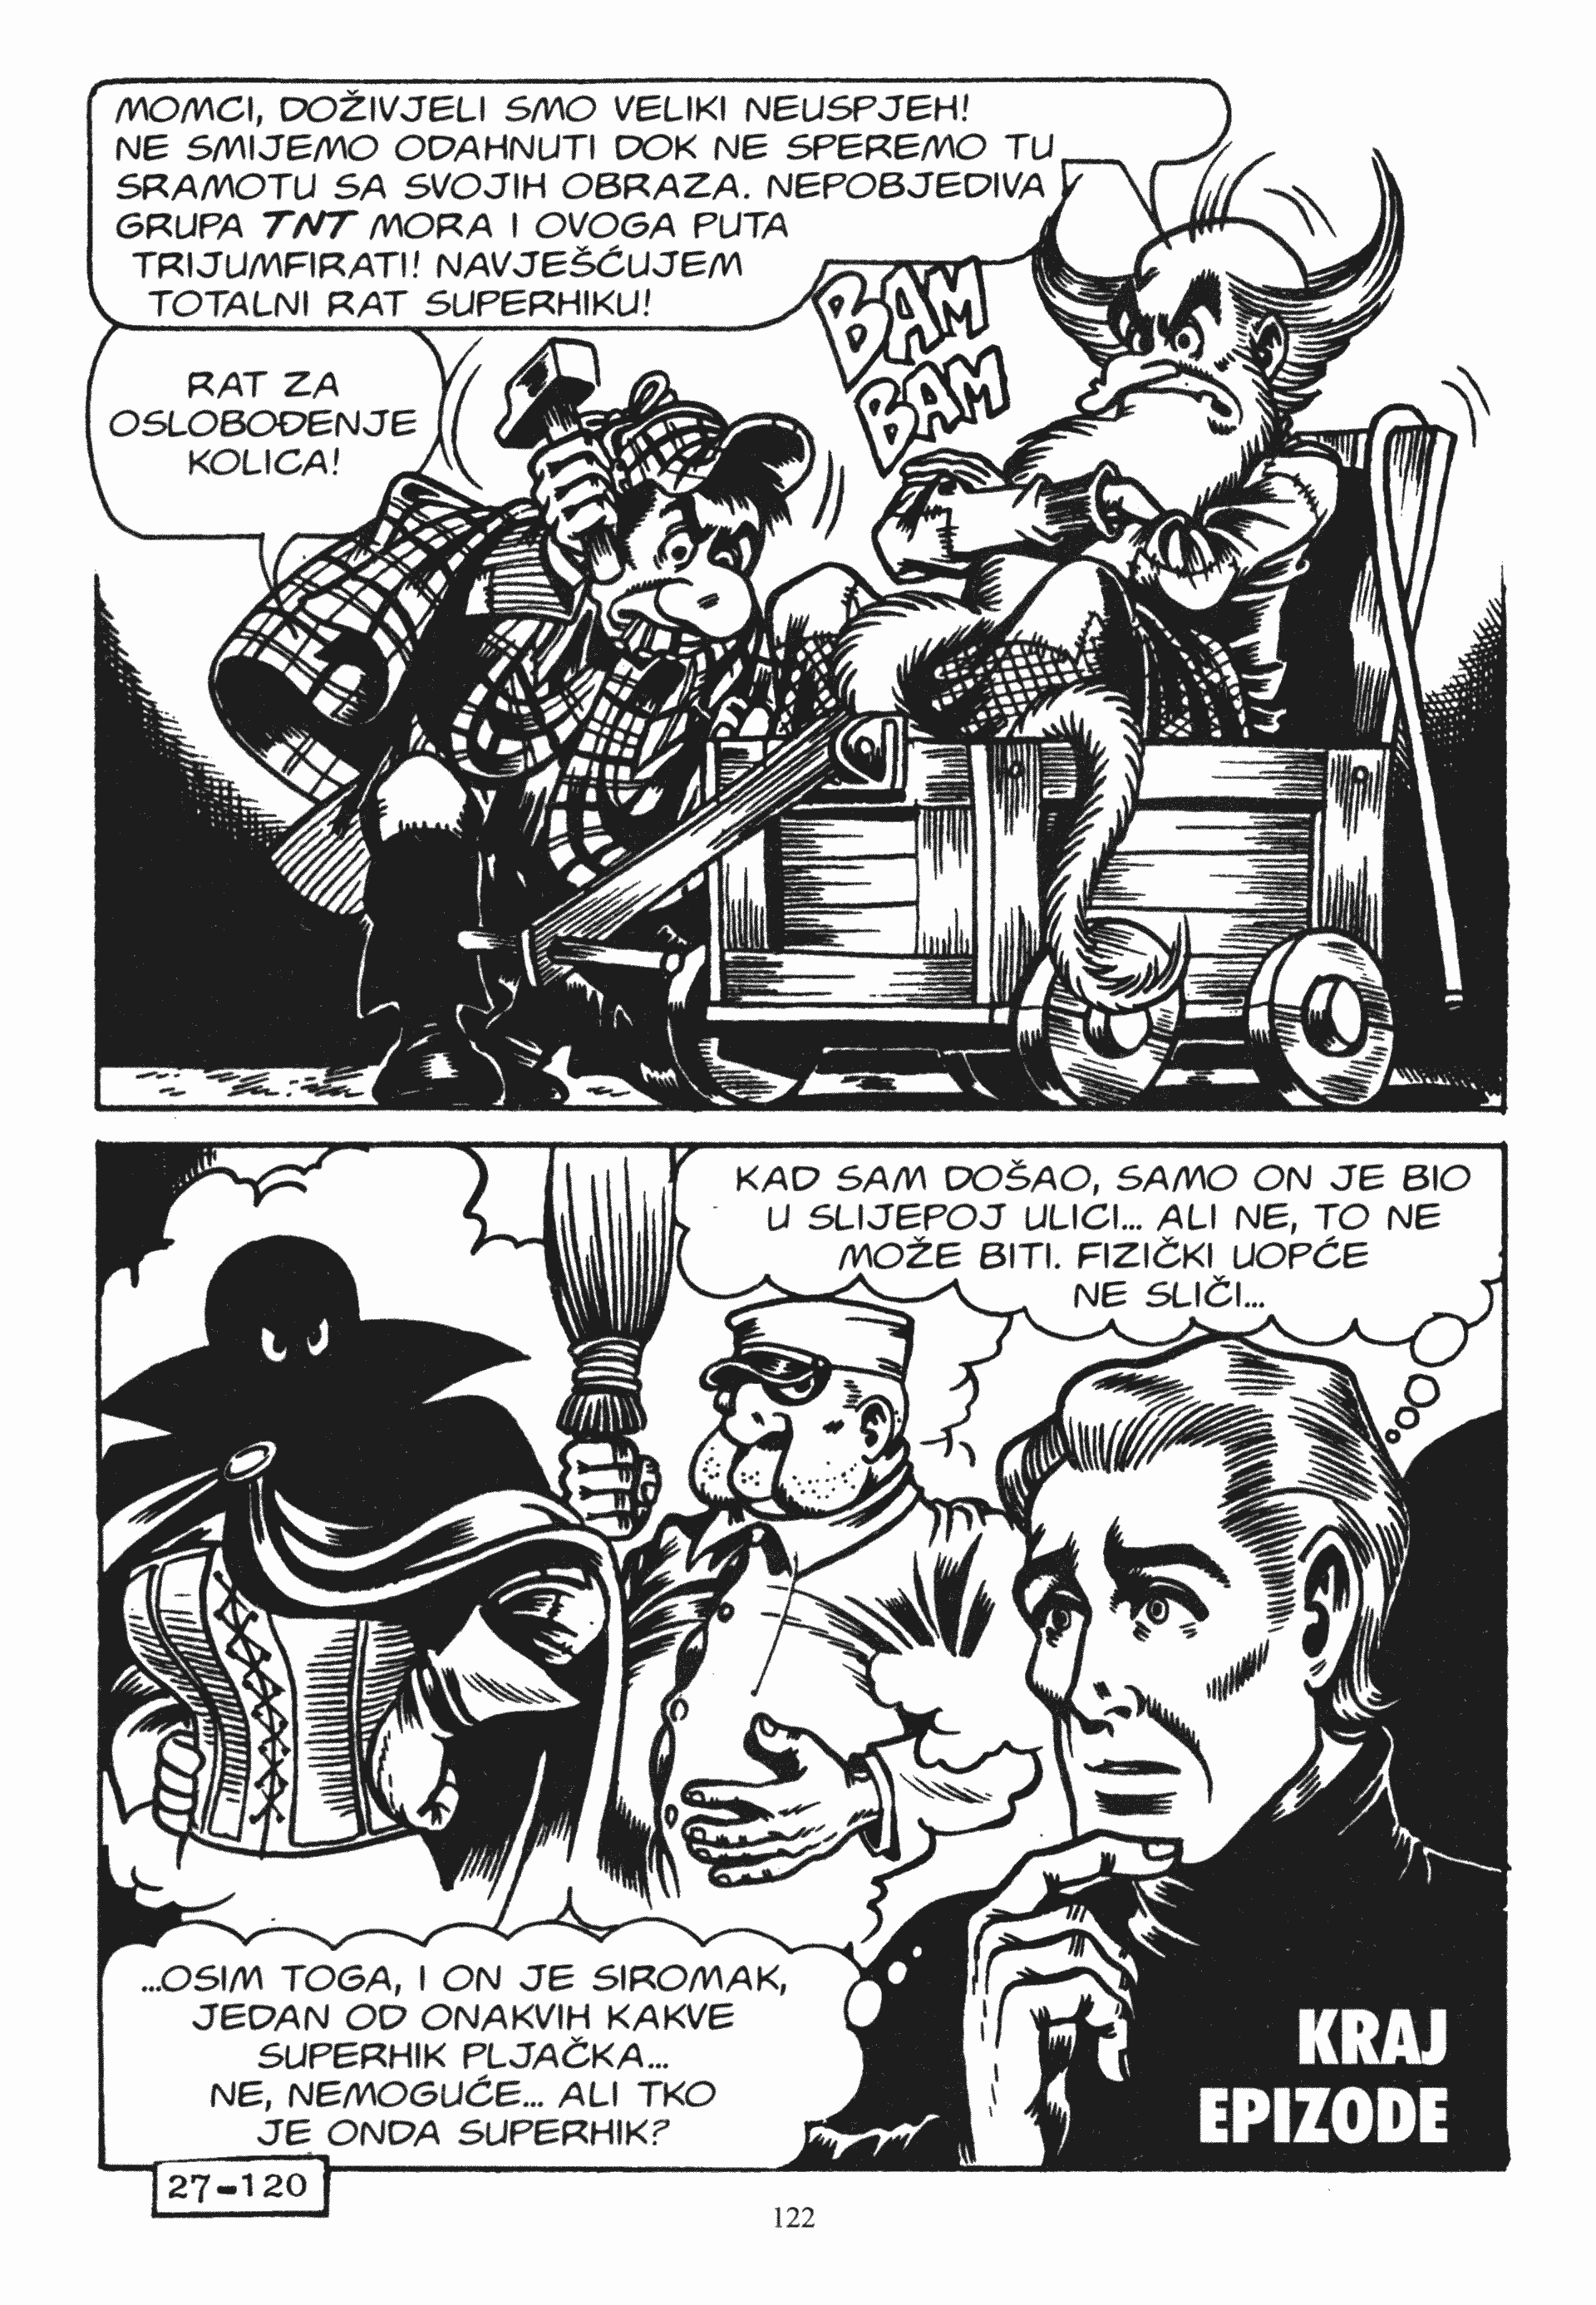 MOMCI, DOŽIVJELI SMO VELIKI NEUSPJEH!
NE SMIJEMO ODAHNUTI DOK NE SPEREMO TU
SRAMOTU SA SVOJIH OBRAZA. NEPOBJEDIVA
GRUPA TNT MORA I OVOGA PUTA
TRIJUMFIRATI! NAVJEŠĆUJEM
TOTALNI RAT SUPERHIKU!
BAM
BAM
RAT ZA
OSLOBOĐENJE
KOLICA!
KAD SAM DOŠAO, SAMO ON JE BIO
U SLIJEPOJ ULICI... ALI NE, TO NE
MOŽE BITI. FIZIČKI UOPĆE
NE SLIČI...
...OSIM TOGA, I ON JE SIROMAK,
JEDAN OD ONAKVIH KAKVE
SUPERHIK PLJAČKA...
NE, NEMOGUĆE... ALI TKO
JE ONDA SUPERHIK?
KRAJ
EPIZODE
27-120
122